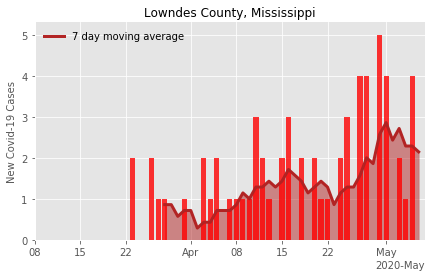 Lowndes County, Mississippi
7 day moving average
New Covid-19 Cases
5
4
3
2
1
0
08 15 22 Apr 08 15 22 May
2020-May